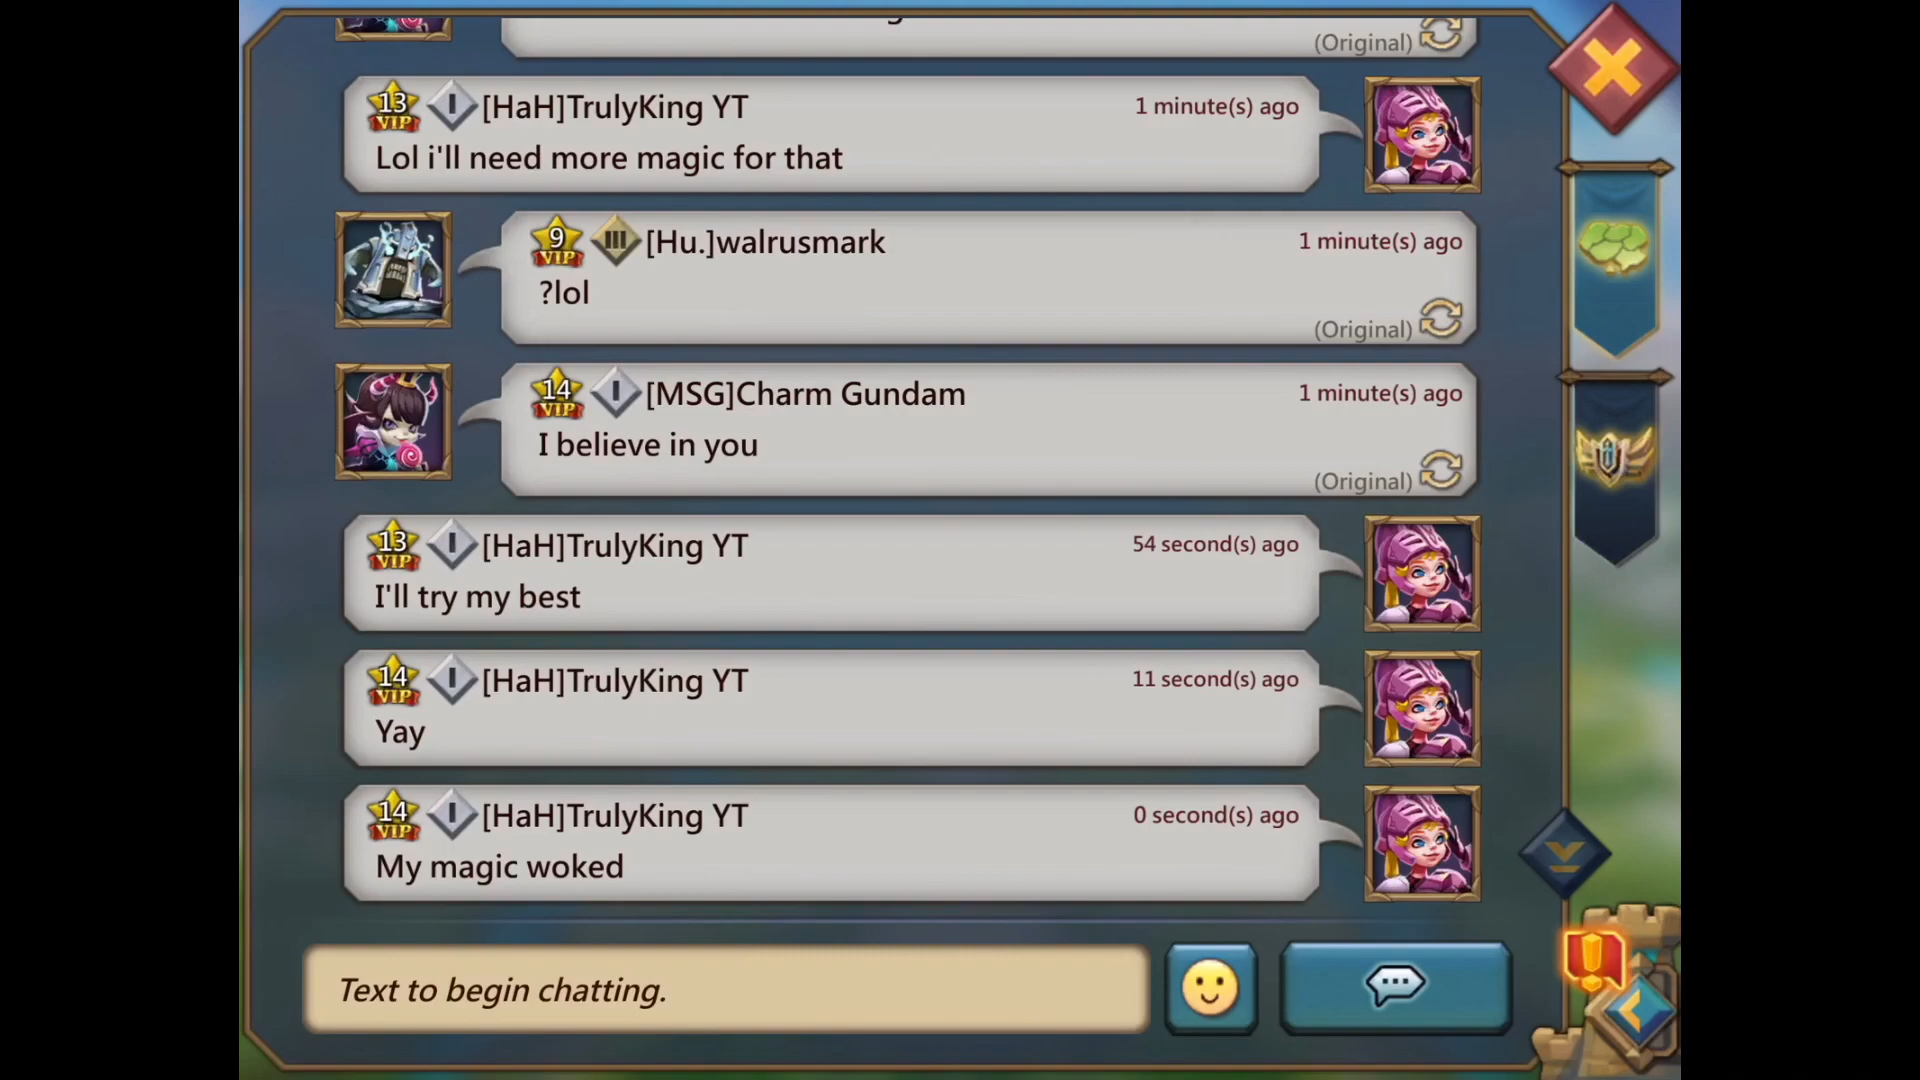 (Original)
13 VIP I [HaH]TrulyKing YT 1 minute(s) ago
Lol i'll need more magic for that
9 VIP III [Hu.]walrusmark 1 minute(s) ago
?lol
(Original)
14 VIP I [MSG]Charm Gundam 1 minute(s) ago
I believe in you
(Original)
13 VIP I [HaH]TrulyKing YT 54 second(s) ago
I'll try my best
14 VIP I [HaH]TrulyKing YT 11 second(s) ago
Yay
14 VIP I [HaH]TrulyKing YT 0 second(s) ago
My magic woked
Text to begin chatting.